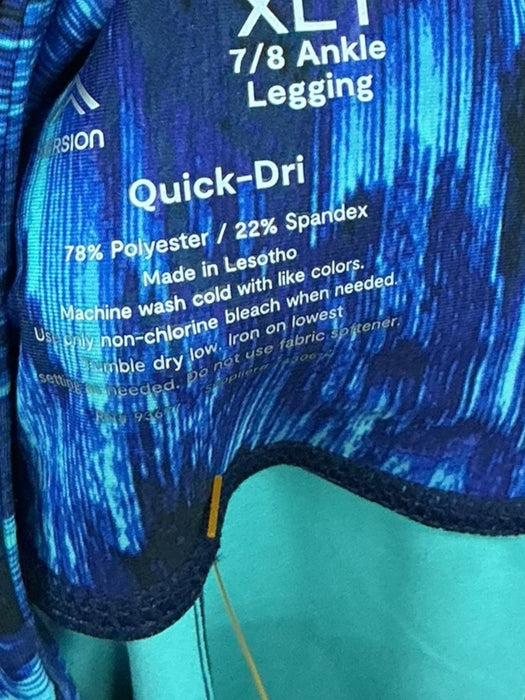 XLT
7/8 Ankle
Legging
RSION
Quick-Dri
78% Polyester / 22% Spandex
Made in Lesotho
Machine wash cold with like colors.
Use only non-chlorine bleach when needed.
Tumble dry low. Iron on lowest
setting as needed. Do not use fabric softener.